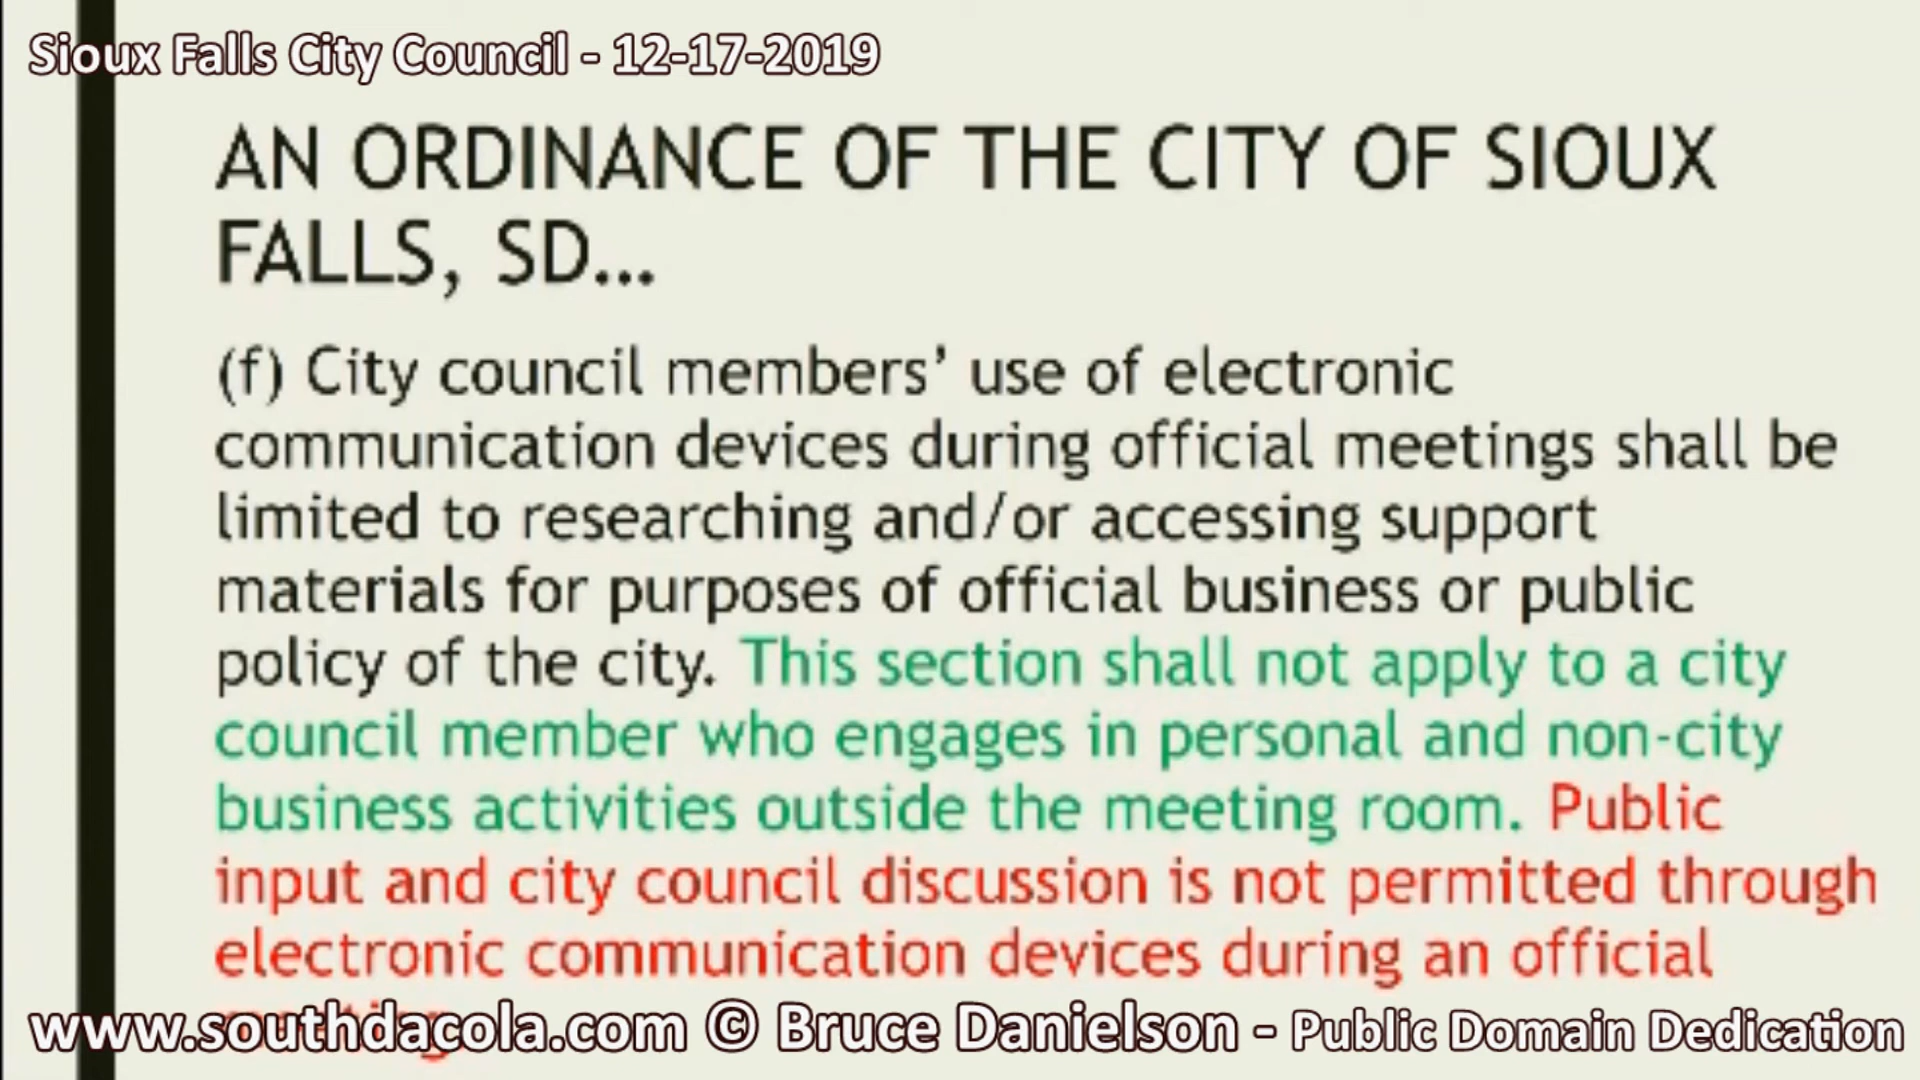 Sioux Falls City Council - 12-17-2019
AN ORDINANCE OF THE CITY OF SIOUX
FALLS, SD...
(f) City council members’ use of electronic
communication devices during official meetings shall be
limited to researching and/or accessing support
materials for purposes of official business or public
policy of the city. This section shall not apply to a city
council member who engages in personal and non-city
business activities outside the meeting room. Public
input and city council discussion is not permitted through
electronic communication devices during an official
www.southdacola.com © Bruce Danielson - Public Domain Dedication